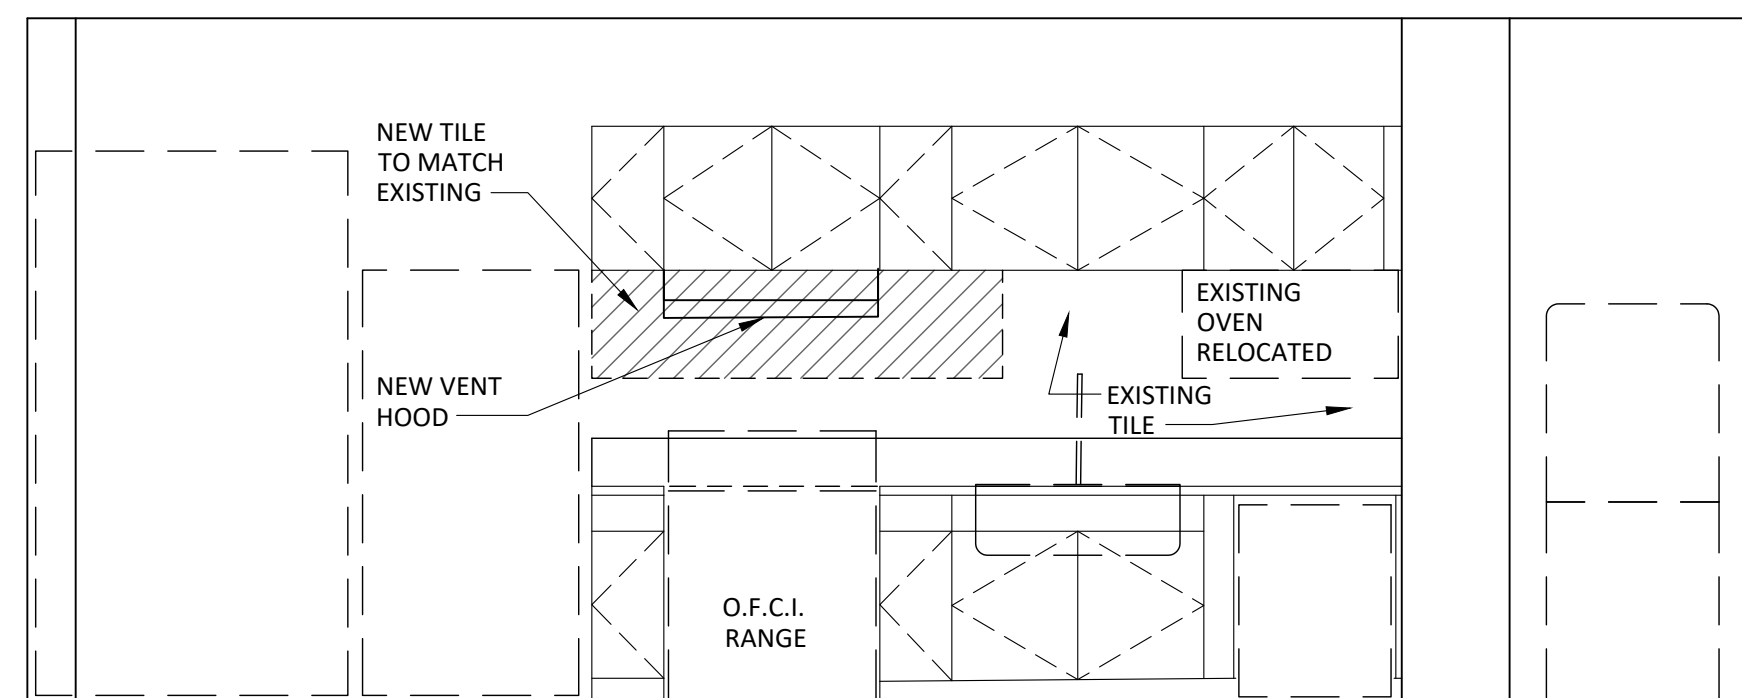 NEW TILE
TO MATCH
EXISTING
EXISTING
OVEN
RELOCATED
NEW VENT
HOOD
EXISTING
TILE
O.F.C.I.
RANGE